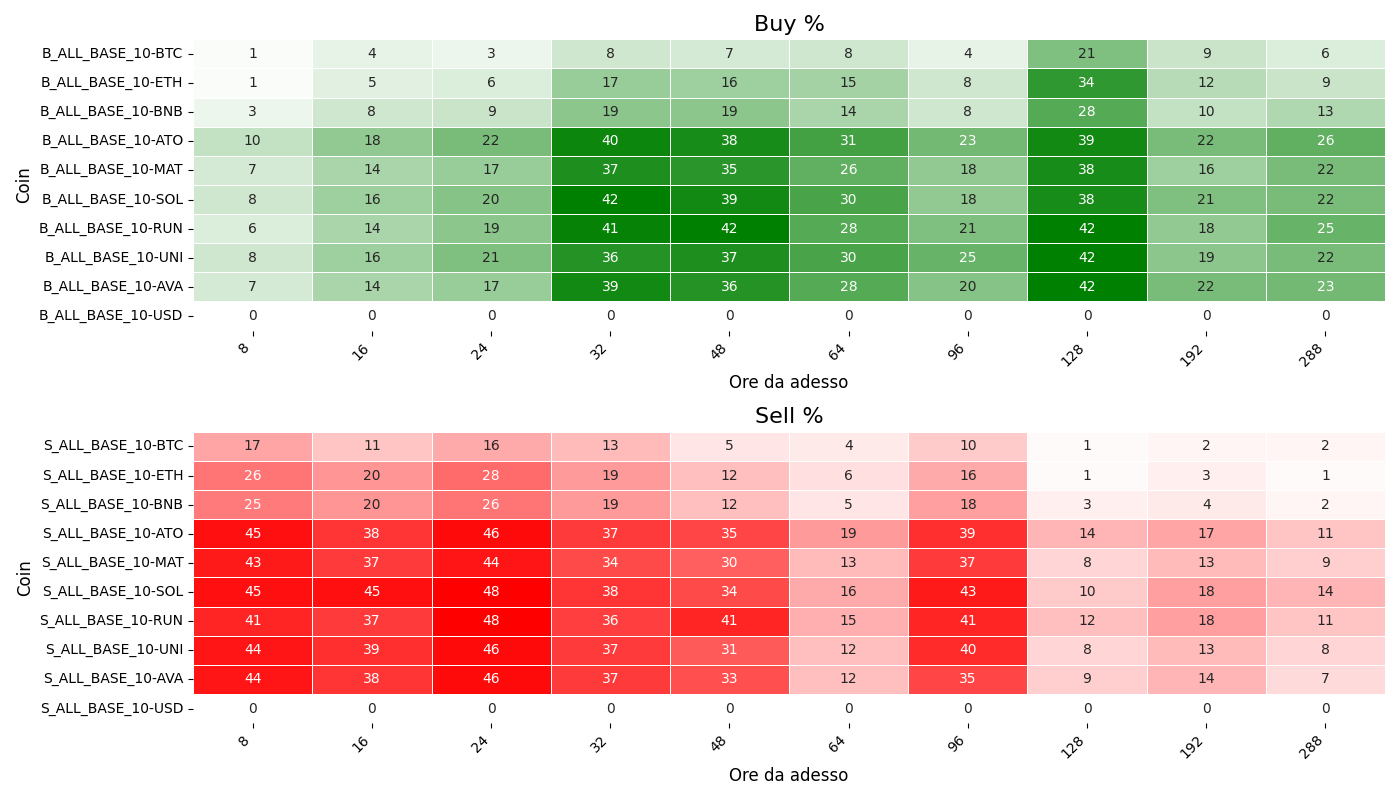 Buy %
Coin
B_ALL_BASE_10-BTC 1 4 3 8 7 8 4 21 9 6
B_ALL_BASE_10-ETH 1 5 6 17 16 15 8 34 12 9
B_ALL_BASE_10-BNB 3 8 9 19 19 14 8 28 10 13
B_ALL_BASE_10-ATO 10 18 22 40 38 31 23 39 22 26
B_ALL_BASE_10-MAT 7 14 17 37 35 26 18 38 16 22
B_ALL_BASE_10-SOL 8 16 20 42 39 30 18 38 21 22
B_ALL_BASE_10-RUN 6 14 19 41 42 28 21 42 18 25
B_ALL_BASE_10-UNI 8 16 21 36 37 30 25 42 19 22
B_ALL_BASE_10-AVA 7 14 17 39 36 28 20 42 22 23
B_ALL_BASE_10-USD 0 0 0 0 0 0 0 0 0 0
8 16 24 32 48 64 96 128 192 288
Ore da adesso
Sell %
Coin
S_ALL_BASE_10-BTC 17 11 16 13 5 4 10 1 2 2
S_ALL_BASE_10-ETH 26 20 28 19 12 6 16 1 3 1
S_ALL_BASE_10-BNB 25 20 26 19 12 5 18 3 4 2
S_ALL_BASE_10-ATO 45 38 46 37 35 19 39 14 17 11
S_ALL_BASE_10-MAT 43 37 44 34 30 13 37 8 13 9
S_ALL_BASE_10-SOL 45 45 48 38 34 16 43 10 18 14
S_ALL_BASE_10-RUN 41 37 48 36 41 15 41 12 18 11
S_ALL_BASE_10-UNI 44 39 46 37 31 12 40 8 13 8
S_ALL_BASE_10-AVA 44 38 46 37 33 12 35 9 14 7
S_ALL_BASE_10-USD 0 0 0 0 0 0 0 0 0 0
8 16 24 32 48 64 96 128 192 288
Ore da adesso